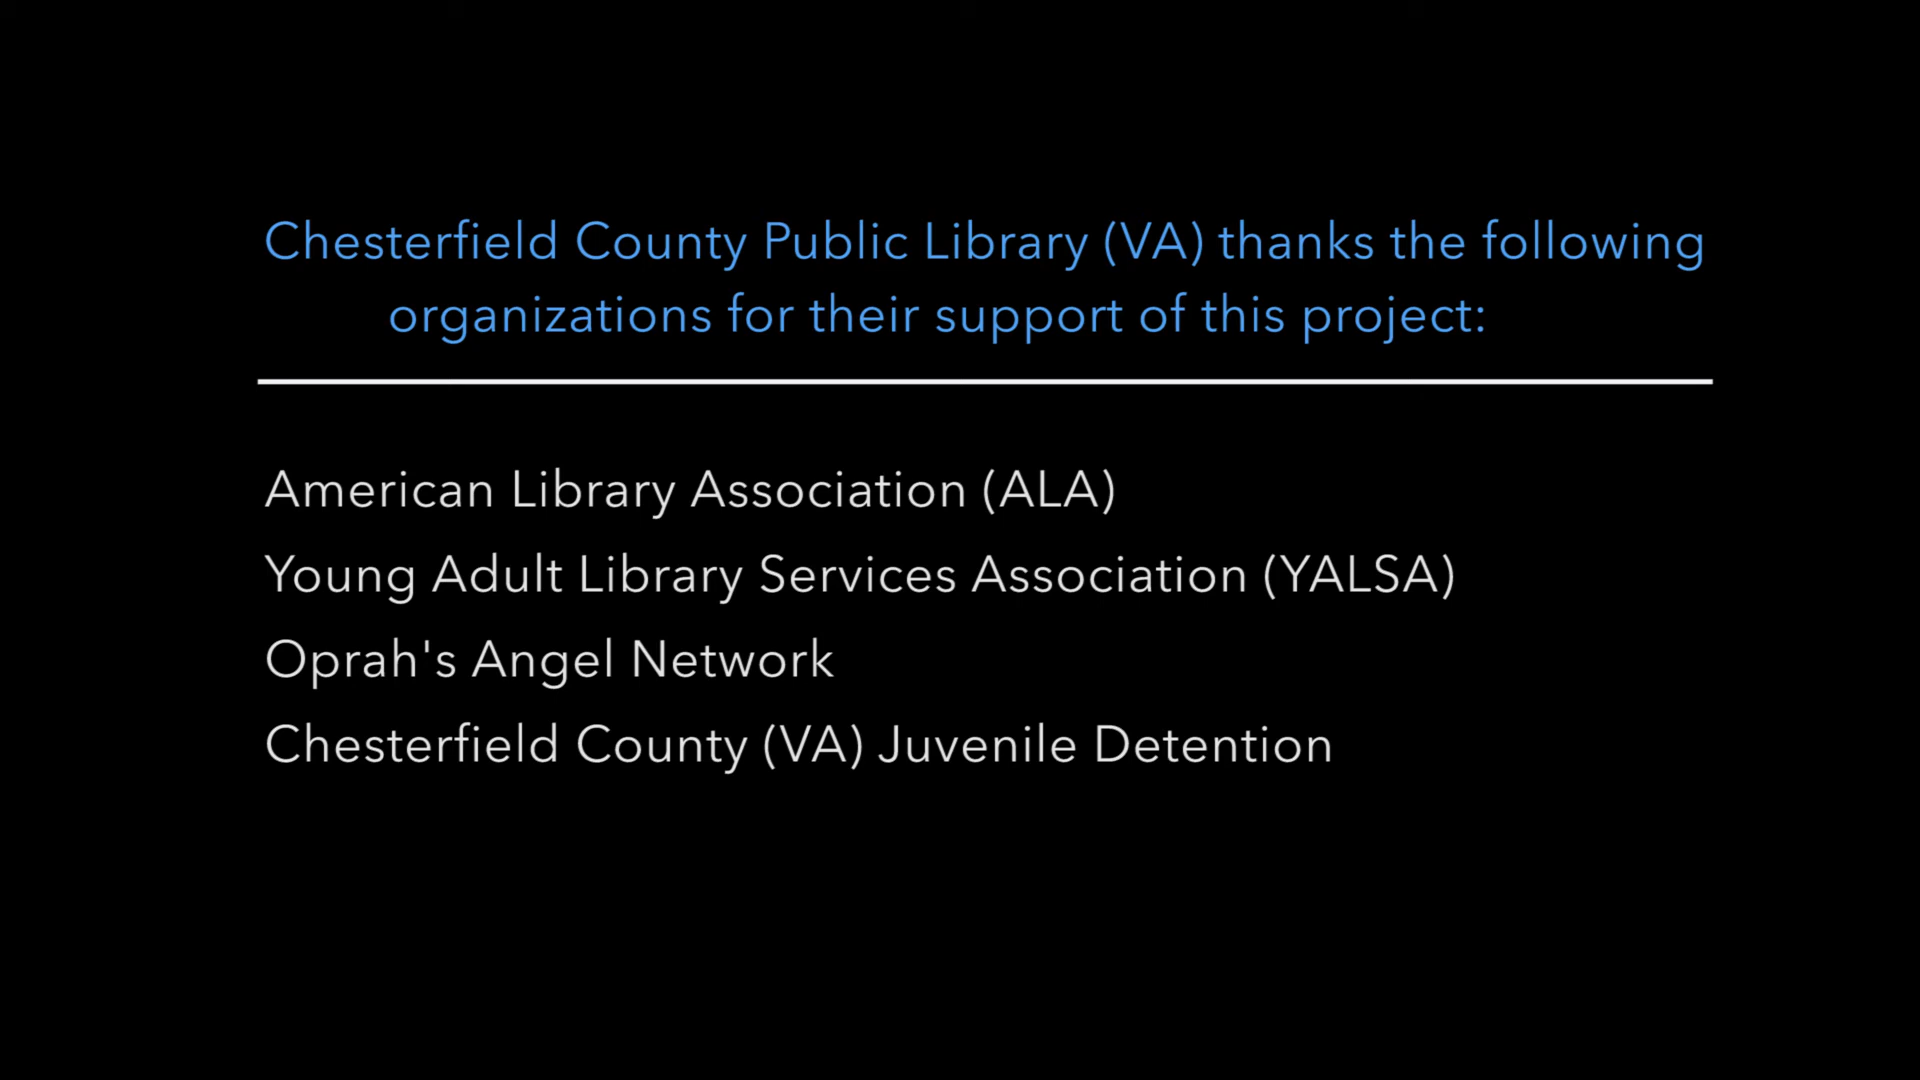 Chesterfield County Public Library (VA) thanks the following
organizations for their support of this project:
American Library Association (ALA)
Young Adult Library Services Association (YALSA)
Oprah's Angel Network
Chesterfield County (VA) Juvenile Detention